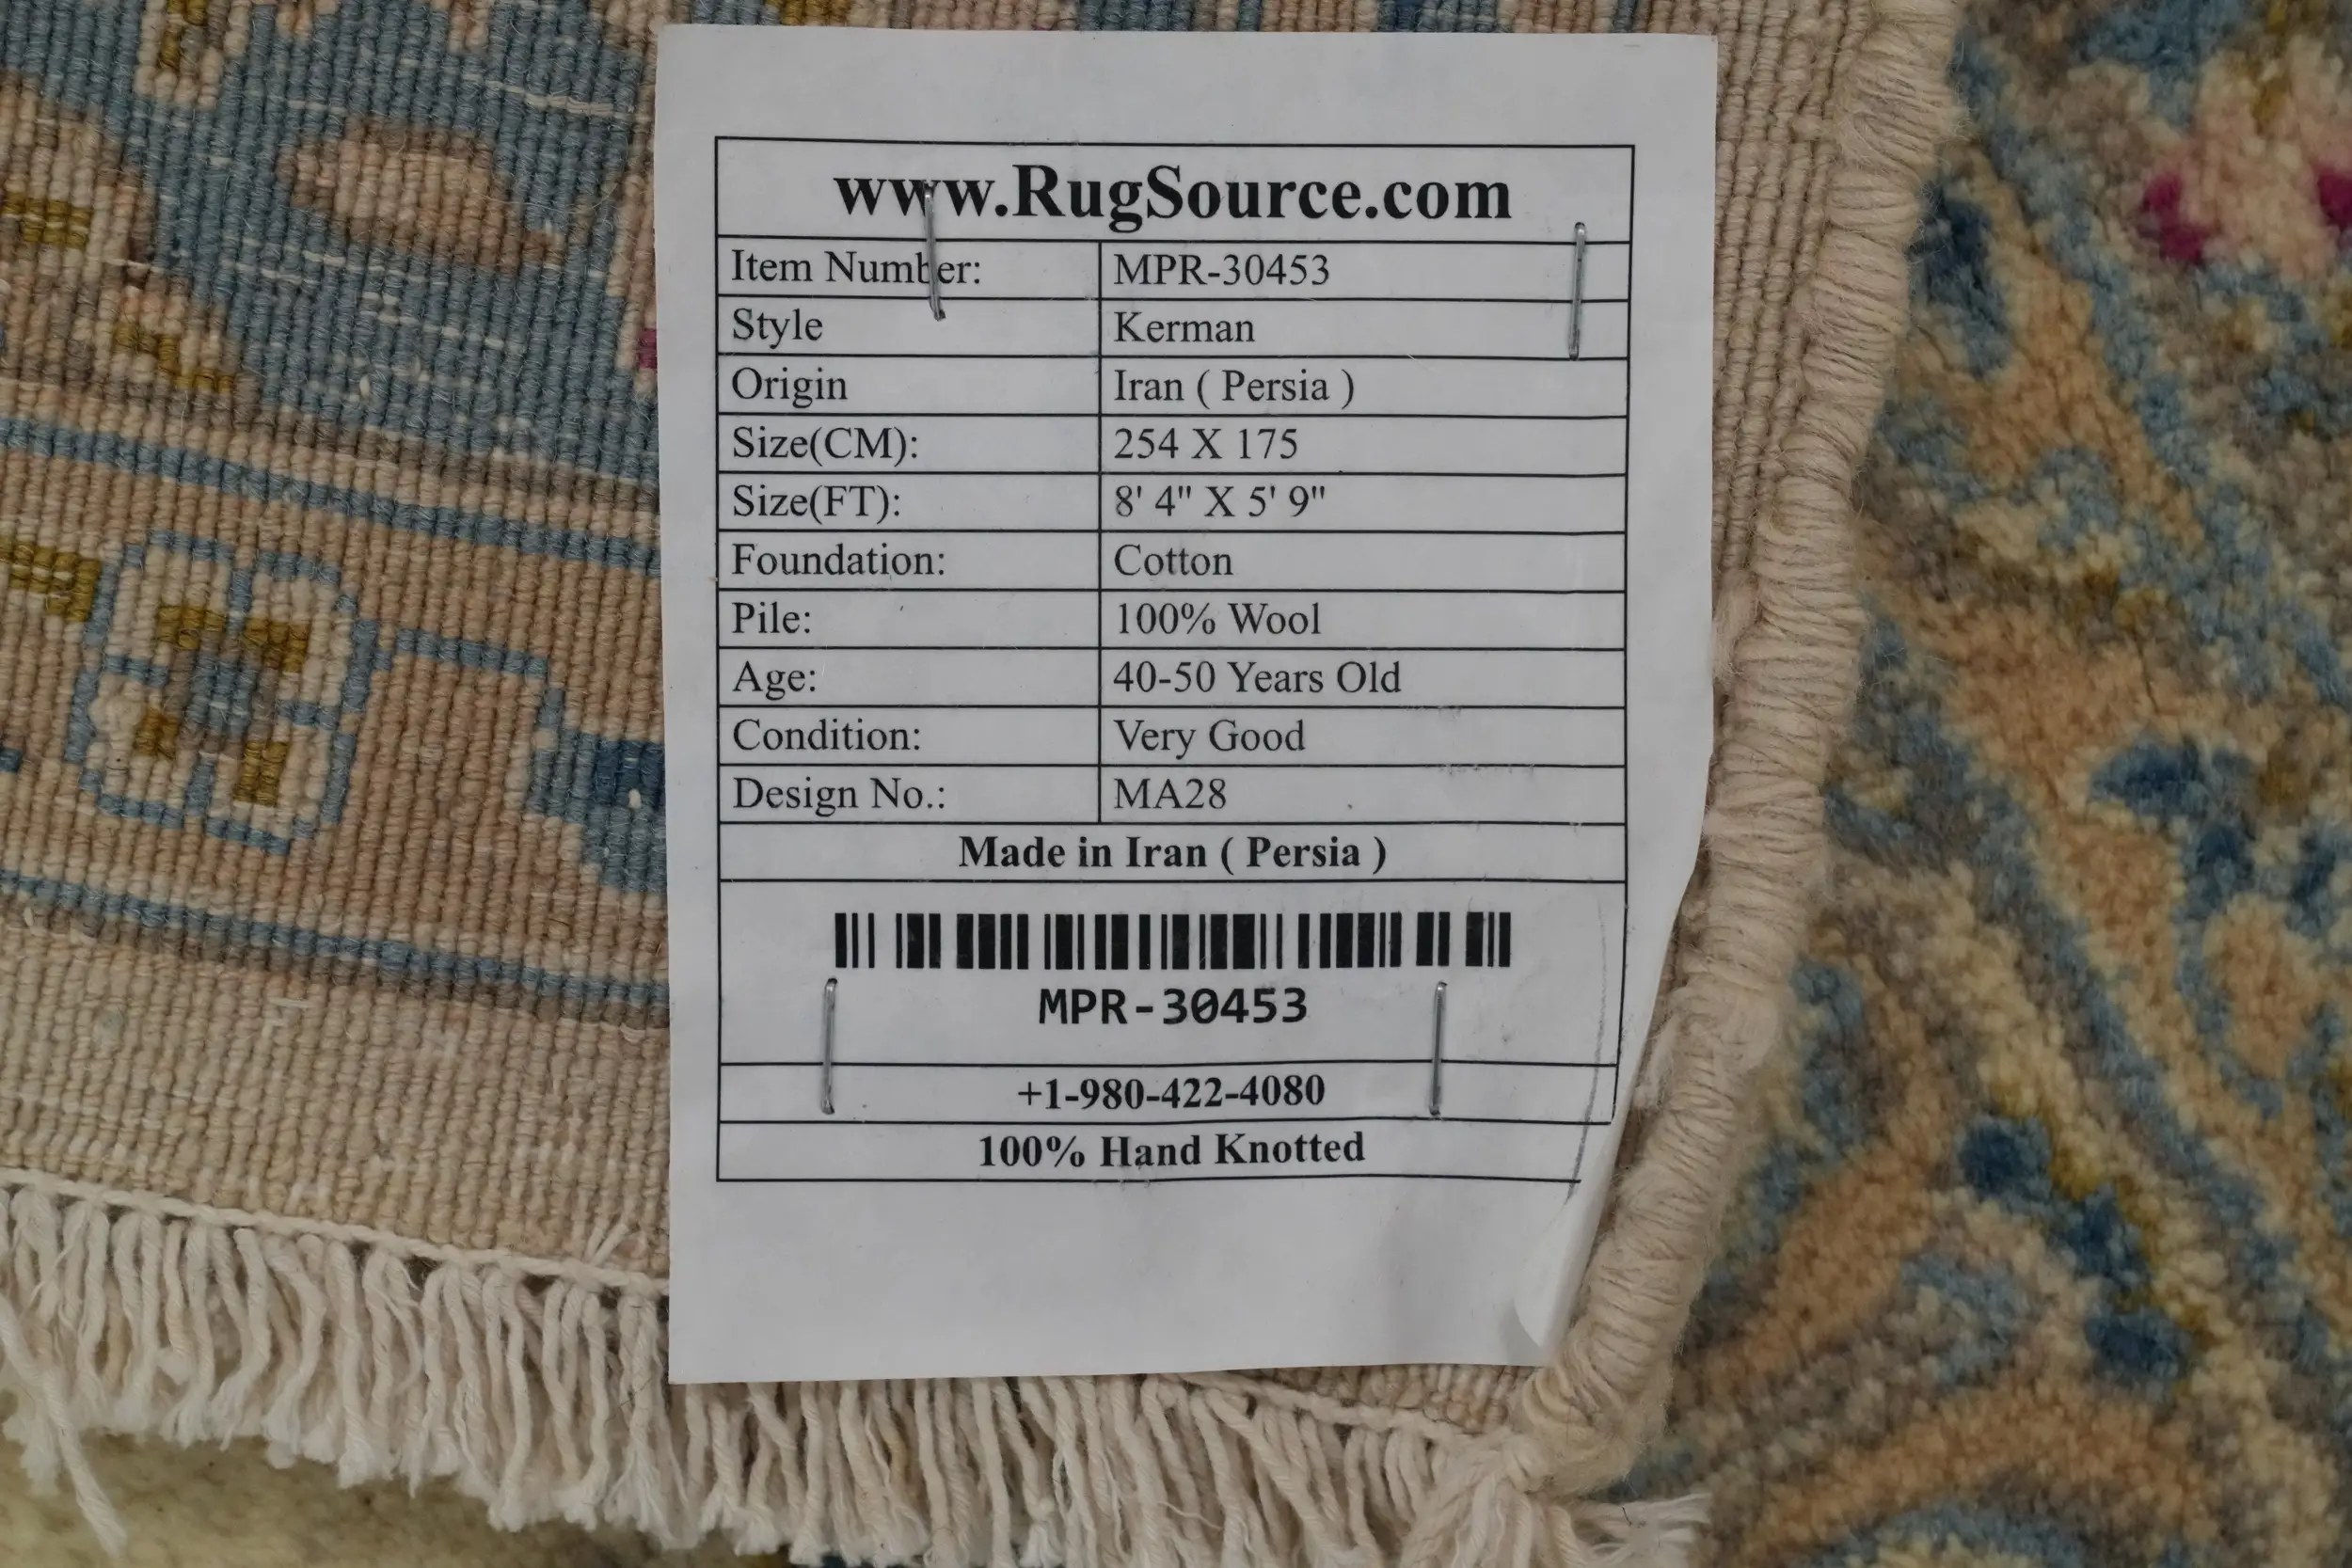 www.RugSource.com
Item Number: MPR-30453
Style Kerman
Origin Iran ( Persia )
Size(CM): 254 X 175
Size(FT): 8' 4" X 5' 9"
Foundation: Cotton
Pile: 100% Wool
Age: 40-50 Years Old
Condition: Very Good
Design No.: MA28
Made in Iran ( Persia )
MPR-30453
+1-980-422-4080
100% Hand Knotted